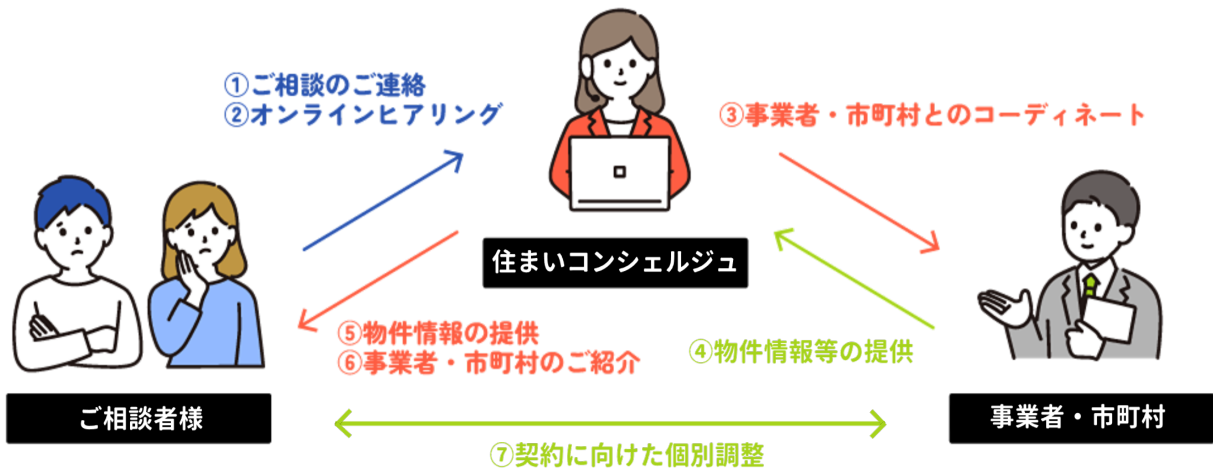 ①ご相談のご連絡
②オンラインヒアリング
③事業者・市町村とのコーディネート
住まいコンシェルジュ
⑤物件情報の提供
⑥事業者・市町村のご紹介
④物件情報等の提供
ご相談者様
事業者・市町村
⑦契約に向けた個別調整